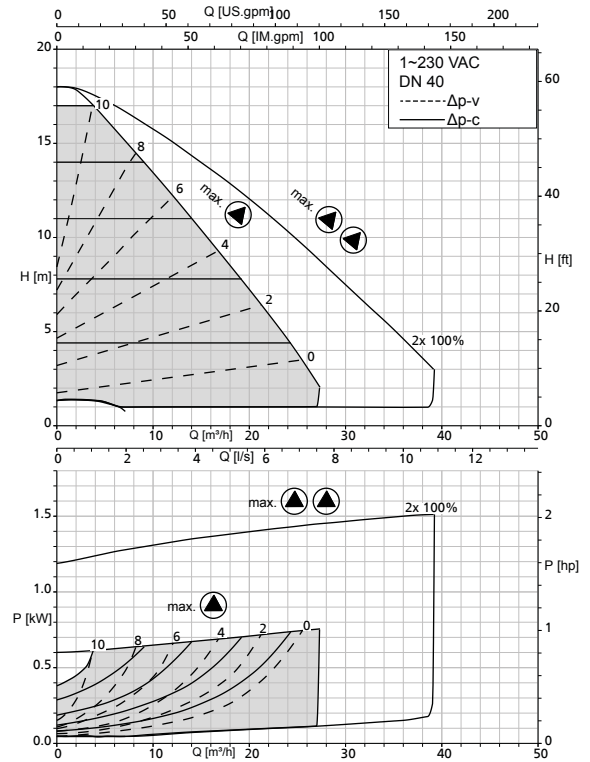 0 50 Q [US.gpm] 100 150 200
0 50 Q [IM.gpm] 100 150
20
1~230 VAC
DN 40
Δp-v
Δp-c
60
10
15
8
6
max.
max.
40
10
4
H [m]
H [ft]
2
20
5
2x 100%
0
0
0
0 10 Q [m³/h] 20 30 40 50
0 2 4 Q [l/s] 6 8 10 12
max.
2x 100%
1.5
2
P [hp]
1.0
max.
P [kW]
10 8 6 4 2 0
1
0.5
0.0
0
0 10 Q [m³/h] 20 30 40 50